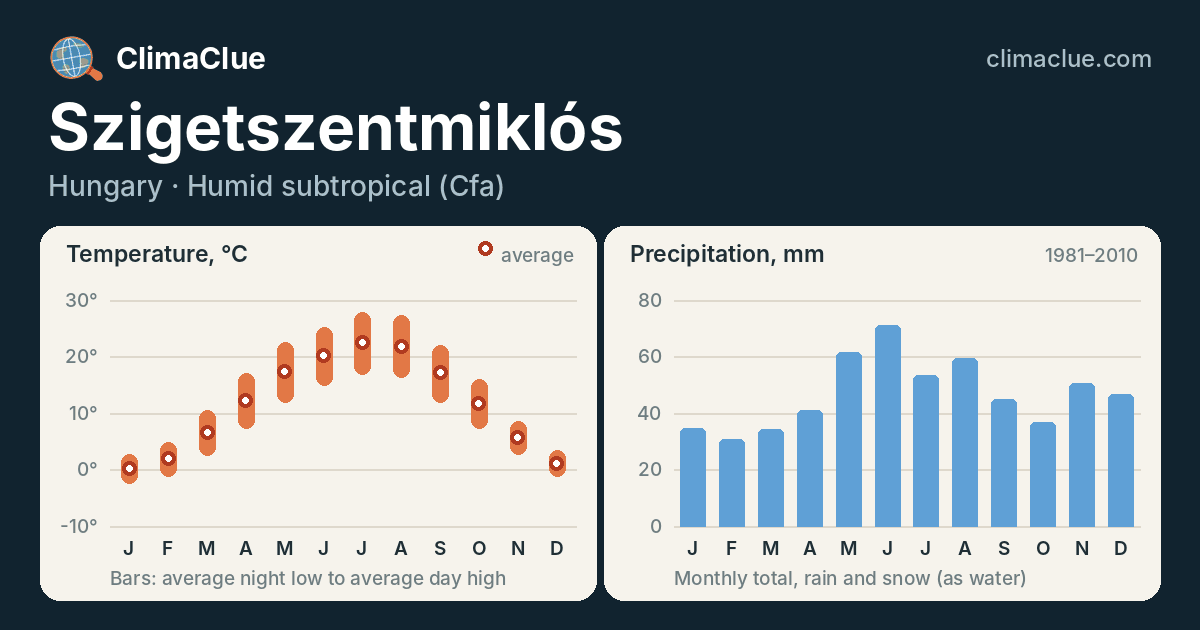 ClimaClue
climaclue.com
Szigetszentmiklós
Hungary · Humid subtropical (Cfa)
Temperature, °C
average
30°
20°
10°
0°
-10°
J F M A M J J A S O N D
Bars: average night low to average day high
Precipitation, mm
1981–2010
80
60
40
20
0
J F M A M J J A S O N D
Monthly total, rain and snow (as water)